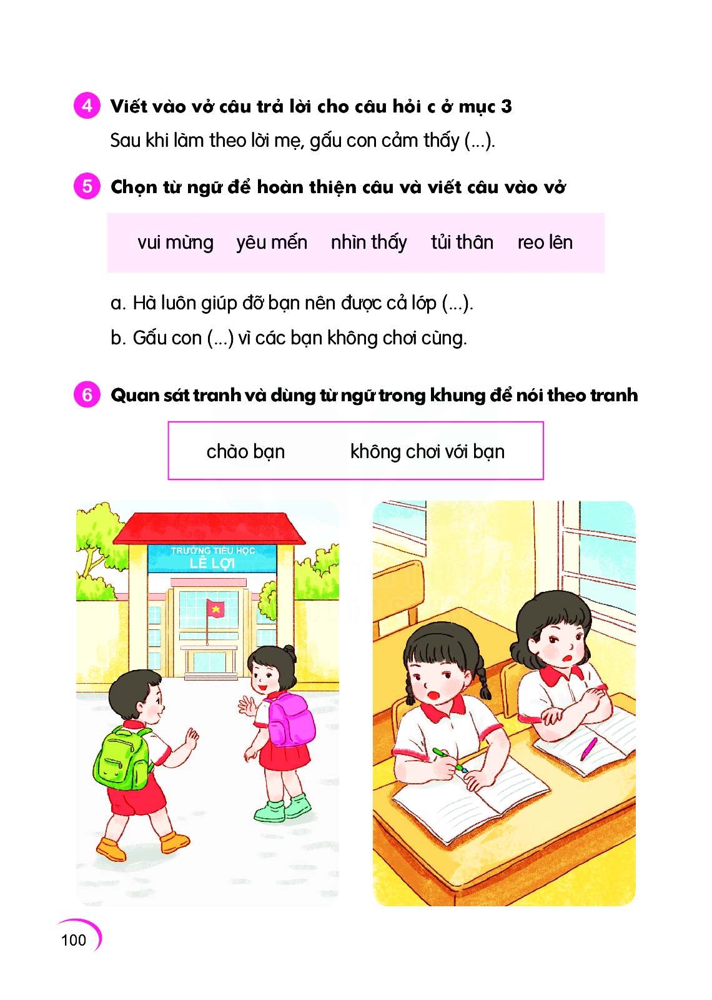 4 Viết vào vở câu trả lời cho câu hỏi c ở mục 3
Sau khi làm theo lời mẹ, gấu con cảm thấy (...).
5 Chọn từ ngữ để hoàn thiện câu và viết câu vào vở
vui mừng yêu mến nhìn thấy tủi thân reo lên
a. Hà luôn giúp đỡ bạn nên được cả lớp (...).
b. Gấu con (...) vì các bạn không chơi cùng.
6 Quan sát tranh và dùng từ ngữ trong khung để nói theo tranh
chào bạn không chơi với bạn
TRƯỜNG TIỂU HỌC
LÊ LỢI
100